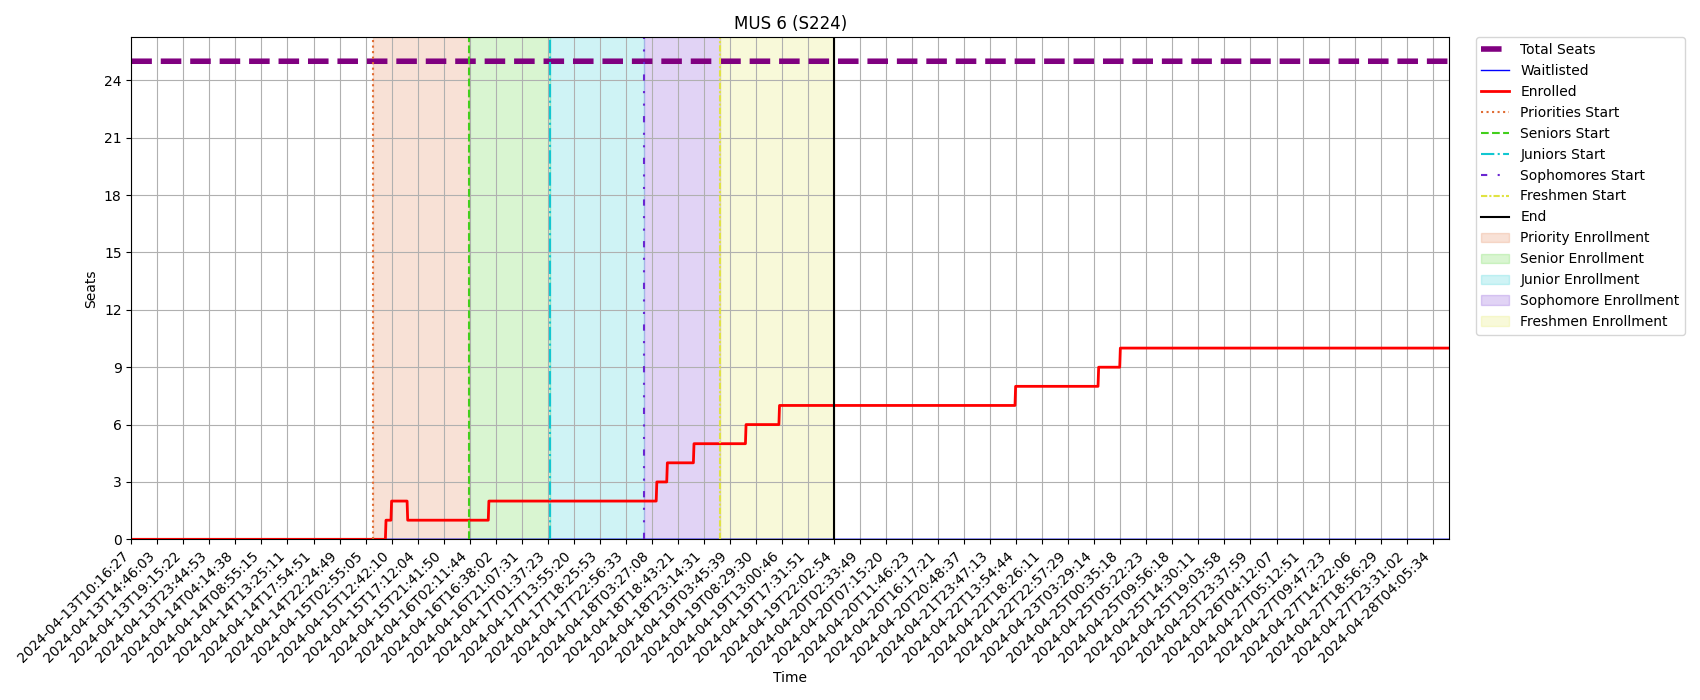 MUS 6 (S224)
Total Seats
Waitlisted
Enrolled
Priorities Start
Seniors Start
Juniors Start
Sophomores Start
Freshmen Start
End
Priority Enrollment
Senior Enrollment
Junior Enrollment
Sophomore Enrollment
Freshmen Enrollment
Seats
24
21
18
15
12
9
6
3
0
2024-04-13T10:16:27
2024-04-13T14:46:03
2024-04-13T19:15:22
2024-04-13T23:44:53
2024-04-14T04:14:38
2024-04-14T08:55:15
2024-04-14T13:25:11
2024-04-14T17:54:51
2024-04-14T22:24:49
2024-04-15T02:55:05
2024-04-15T12:42:10
2024-04-15T17:12:04
2024-04-15T21:41:50
2024-04-16T02:11:44
2024-04-16T16:38:02
2024-04-16T21:07:31
2024-04-17T01:37:23
2024-04-17T13:55:20
2024-04-17T18:25:53
2024-04-17T22:56:33
2024-04-18T03:27:08
2024-04-18T18:43:21
2024-04-18T23:14:31
2024-04-19T03:45:39
2024-04-19T08:29:30
2024-04-19T13:00:46
2024-04-19T17:31:51
2024-04-19T22:02:54
2024-04-20T02:33:49
2024-04-20T07:15:20
2024-04-20T11:46:23
2024-04-20T16:17:21
2024-04-20T20:48:37
2024-04-21T23:47:13
2024-04-22T13:54:44
2024-04-22T18:26:11
2024-04-22T22:57:29
2024-04-23T03:29:14
2024-04-25T00:35:18
2024-04-25T05:22:23
2024-04-25T09:56:18
2024-04-25T14:30:11
2024-04-25T19:03:58
2024-04-25T23:37:59
2024-04-26T04:12:07
2024-04-27T05:12:51
2024-04-27T09:47:23
2024-04-27T14:22:06
2024-04-27T18:56:29
2024-04-27T23:31:02
2024-04-28T04:05:34
Time